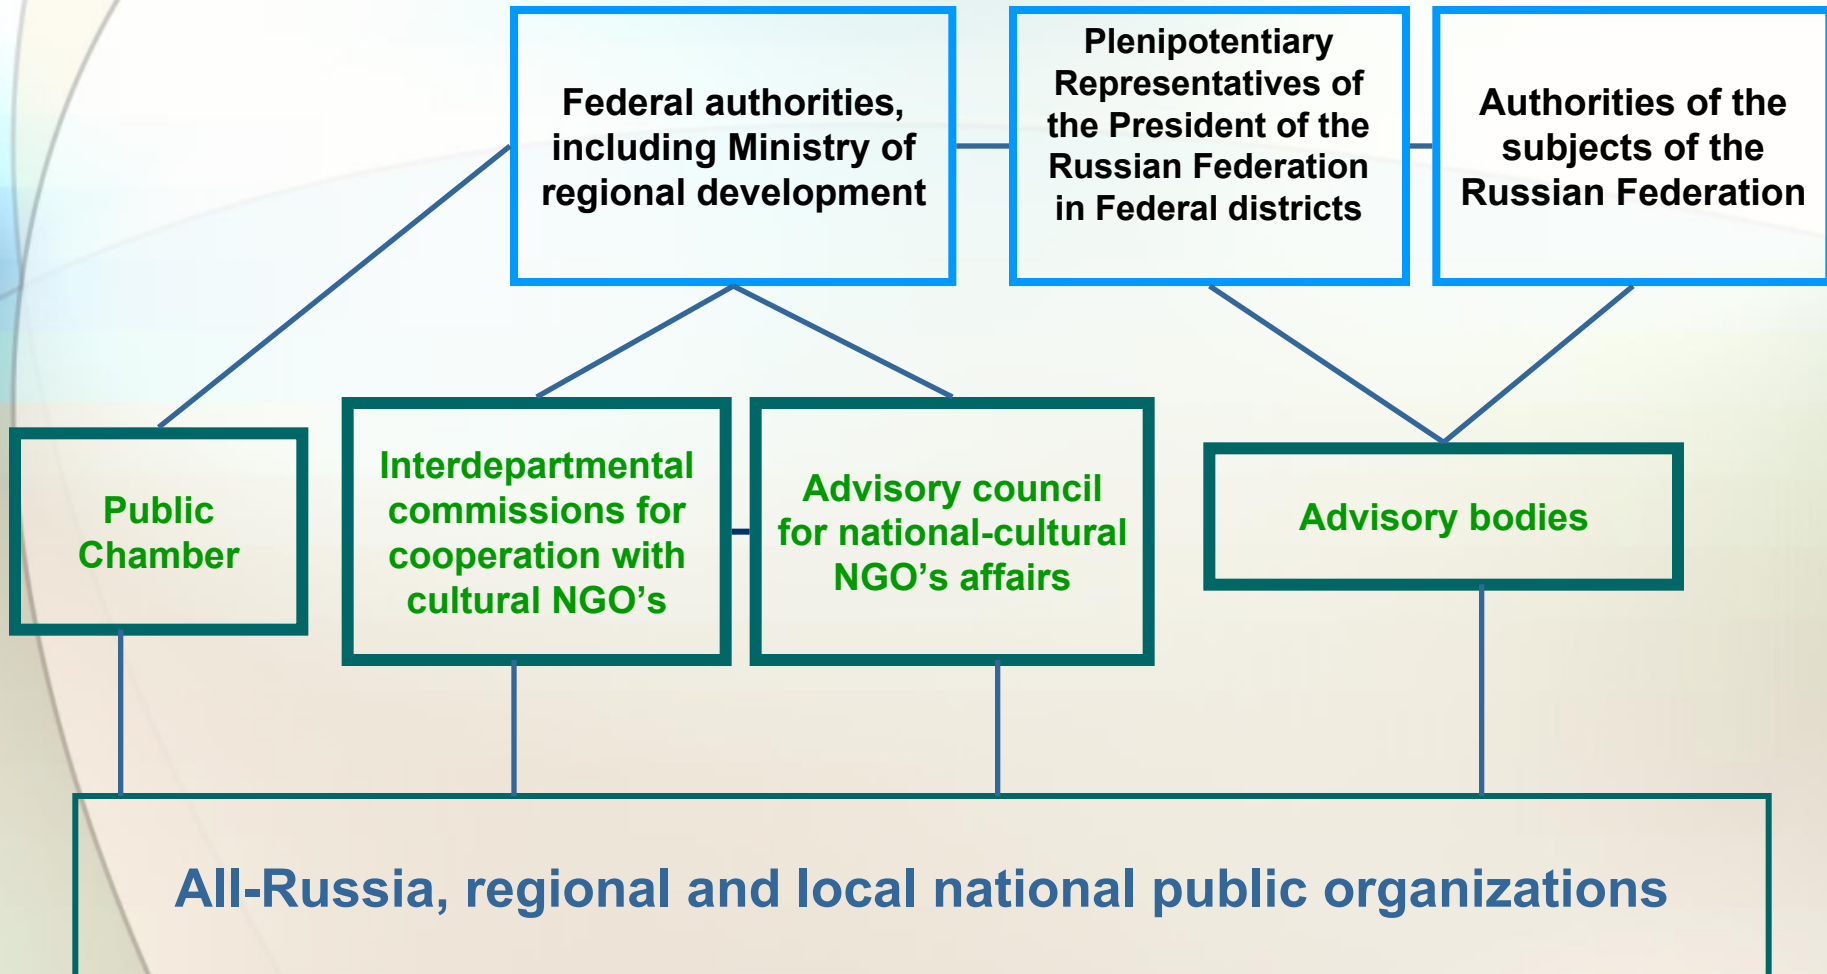 Federal authorities,
including Ministry of
regional development
Plenipotentiary
Representatives of
the President of the
Russian Federation
in Federal districts
Authorities of the
subjects of the
Russian Federation
Public
Chamber
Interdepartmental
commissions for
cooperation with
cultural NGO’s
Advisory council
for national-cultural
NGO’s affairs
Advisory bodies
All-Russia, regional and local national public organizations